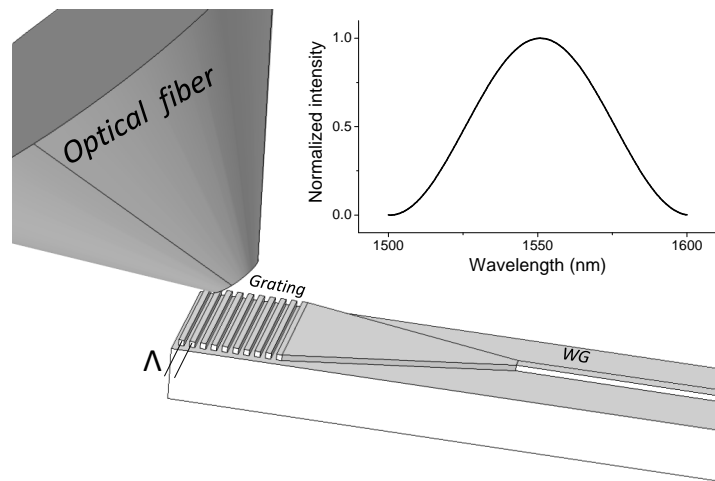 Optical fiber
Normalized intensity
1.0
0.5
0.0
1500
1550
1600
Wavelength (nm)
Grating
WG
Λ